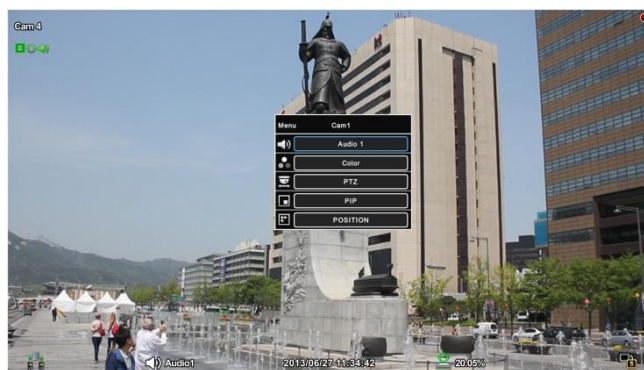 Cam 4
C
Menu Cam1
Audio 1
Color
PTZ
PIP
POSITION
Audio1 2013/06/27-11:34:42 20.05%